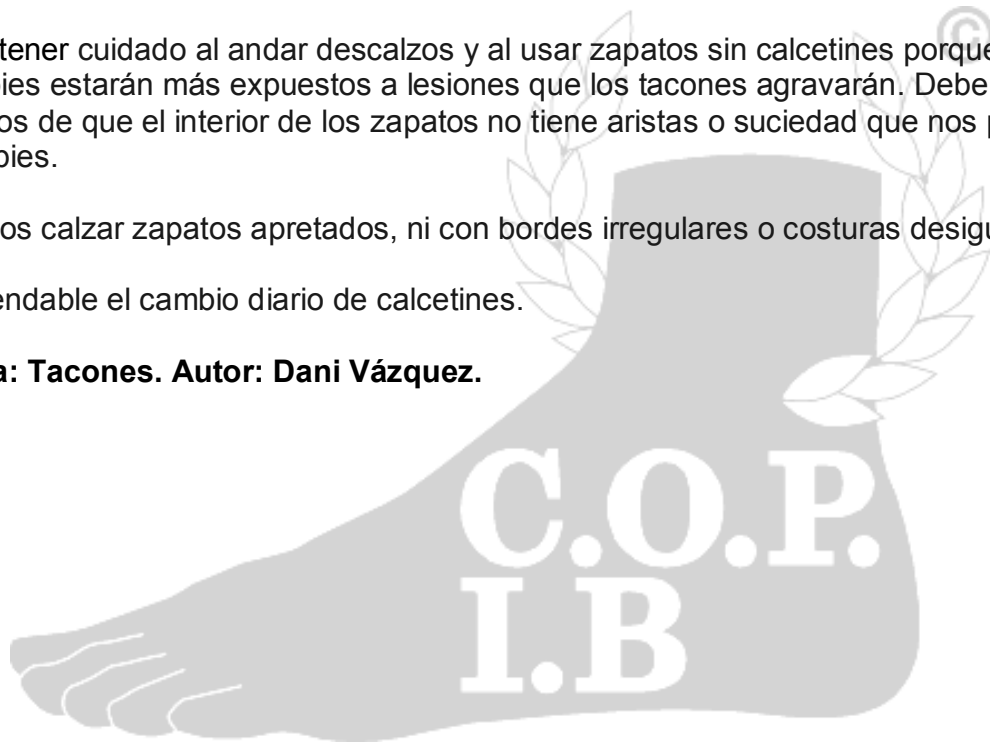 tener cuidado al andar descalzos y al usar zapatos sin calcetines porque
pies estarán más expuestos a lesiones que los tacones agravarán. Debe
os de que el interior de los zapatos no tiene aristas o suciedad que nos p
pies.
os calzar zapatos apretados, ni con bordes irregulares o costuras desigu
endable el cambio diario de calcetines.
a: Tacones. Autor: Dani Vázquez.
©
C.O.P.
I.B